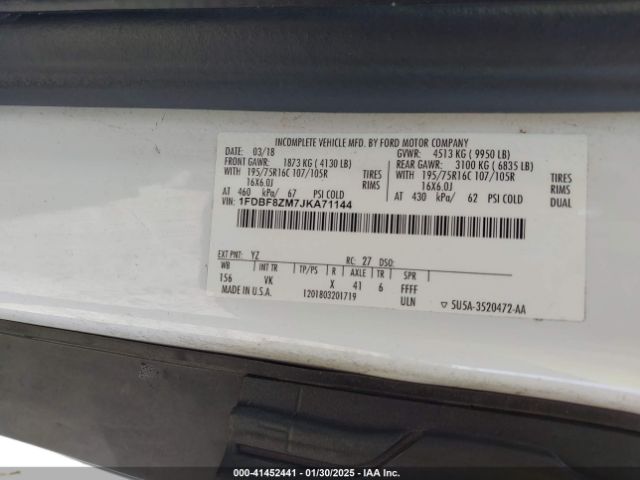 INCOMPLETE VEHICLE MFD. BY FORD MOTOR COMPANY
DATE: 03/18 GVWR: 4513 KG ( 9950 LB)
FRONT GAWR: 1873 KG ( 4130 LB) REAR GAWR: 3100 KG ( 6835 LB)
WITH 195/75R16C 107/105R TIRES WITH 195/75R16C 107/105R TIRES
16X6.0J RIMS 16X6.0J RIMS
AT 460 kPa/ 67 PSI COLD AT 430 kPa/ 62 PSI COLD DUAL
VIN: 1FDBF8ZM7JKA71144
EXT PNT: YZ RC: 27 DSO:
WB INT TR TP/PS R AXLE TR SPR
156 VK X 41 6 FFFF
MADE IN U.S.A. 1201803201719 ULN ▽ 5U5A-3520472-AA
000-41452441 | 01/30/2025 | IAA Inc.